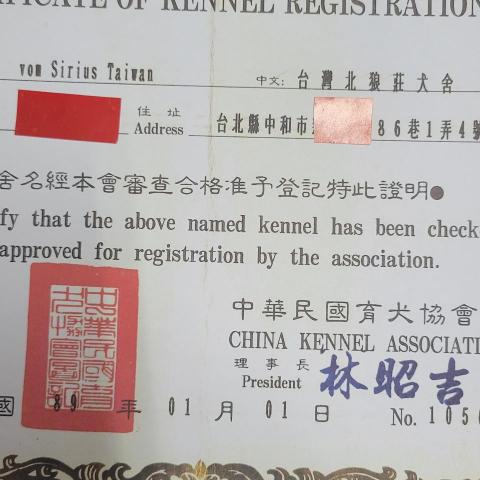 TIFICATE OF KENNEL REGISTRATION
vom Sirius Taiwan 中文: 台灣北狼莊犬舍
住址 Address 台北縣中和市 86巷1弄4號
舍名經本會審查合格准予登記特此證明●
fy that the above named kennel has been check
approved for registration by the association.
中華民國育犬協會
CHINA KENNEL ASSOCIATI
理事長 President 林昭吉
國 89 年 01 月 01 日 No. 1050